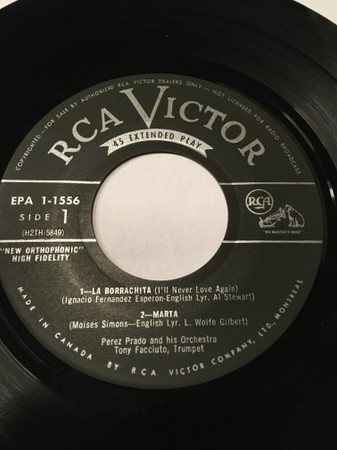 COPYRIGHTED — FOR SALE BY AUTHORIZED RCA VICTOR DEALERS ONLY — NOT LICENSED FOR RADIO BROADCAST
RCA VICTOR
45 EXTENDED PLAY
EPA 1-1556
SIDE 1
(H2TH-5849)
"NEW ORTHOPHONIC"
HIGH FIDELITY
RCA
"HIS MASTER'S VOICE"
1—LA BORRACHITA (I'll Never Love Again)
(Ignacio Fernandez Esperon-English Lyr. Al Stewart)
2—MARTA
(Moises Simons—English Lyr. L. Wolfe Gilbert)
Perez Prado and his Orchestra
Tony Facciuto, Trumpet
MADE IN CANADA BY RCA VICTOR COMPANY, LTD., MONTREAL